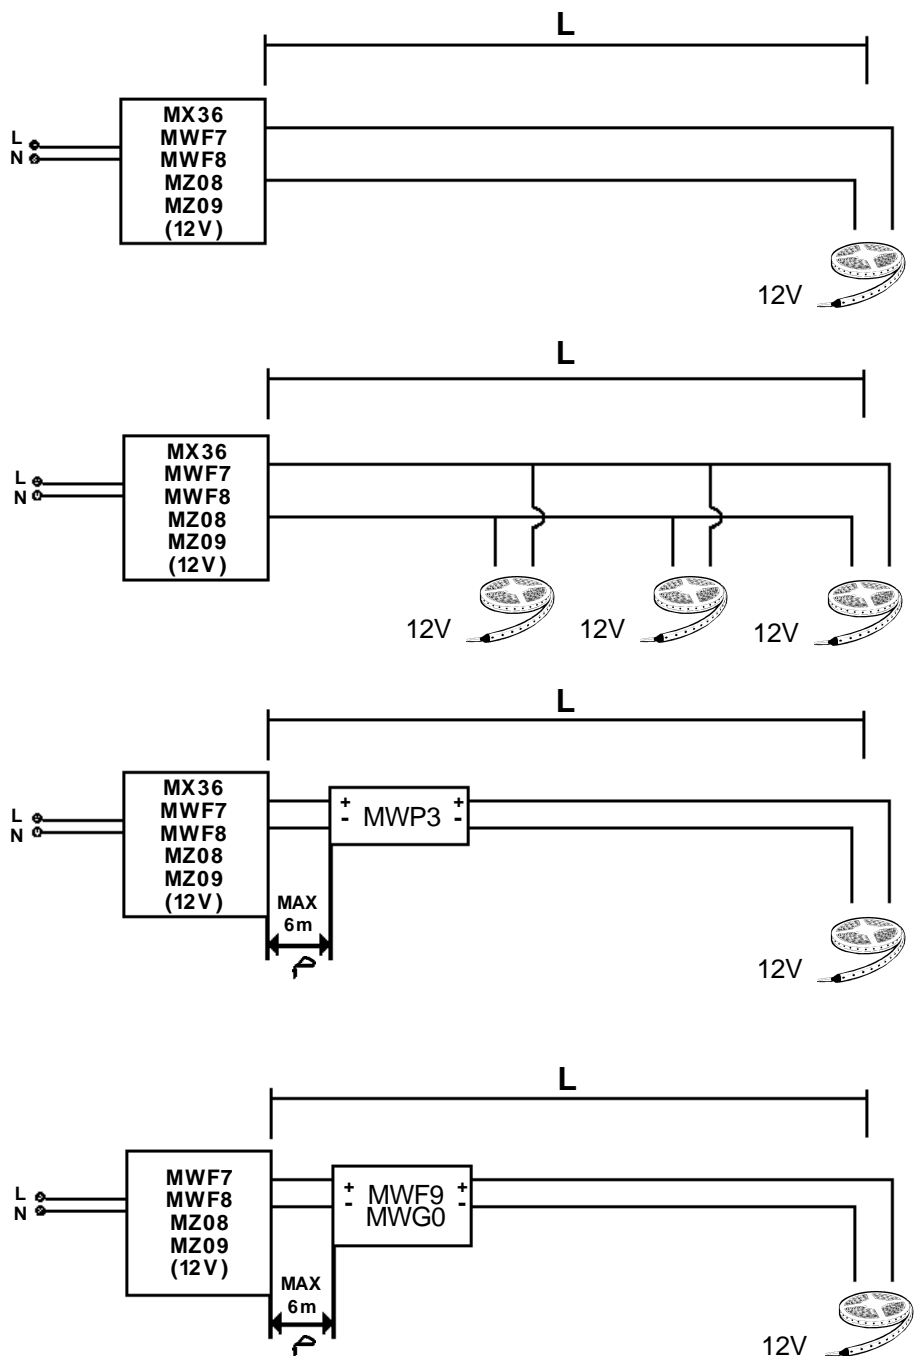 L
MX36
MWF7
MWF8
MZ08
MZ09
(12V)
L
N
12V
L
MX36
MWF7
MWF8
MZ08
MZ09
(12V)
L
N
12V
12V
12V
L
MX36
MWF7
MWF8
MZ08
MZ09
(12V)
L
N
+ +
- MWP3 -
MAX
6m
12V
L
MWF7
MWF8
MZ08
MZ09
(12V)
L
N
+ MWF9 +
- MWG0 -
MAX
6m
12V